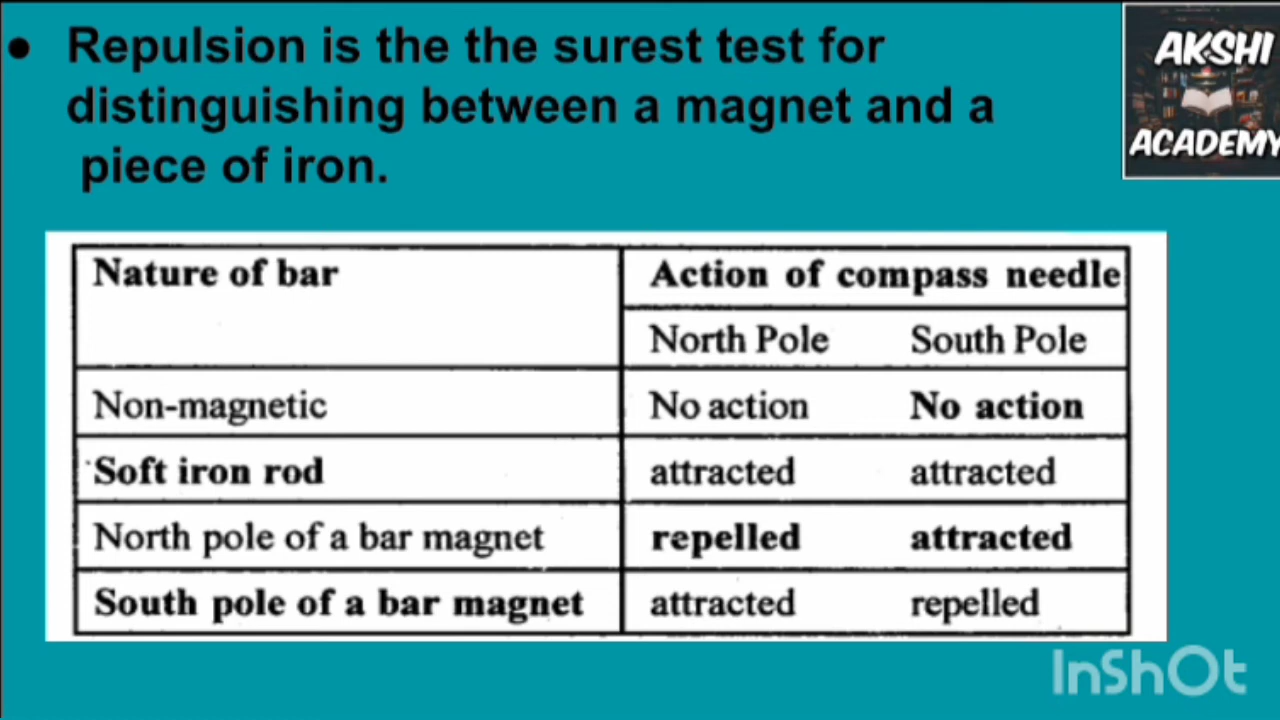 ● Repulsion is the the surest test for
distinguishing between a magnet and a
piece of iron.
AKSHI
ACADEMY
Nature of bar Action of compass needle
North Pole South Pole
Non-magnetic No action No action
Soft iron rod attracted attracted
North pole of a bar magnet repelled attracted
South pole of a bar magnet attracted repelled
InShOt